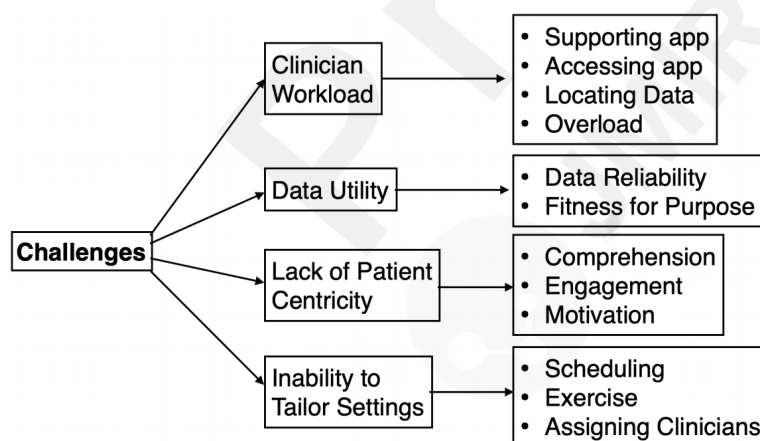 Clinician
Workload
• Supporting app
• Accessing app
• Locating Data
• Overload
Data Utility
• Data Reliability
• Fitness for Purpose
Challenges
Lack of Patient
Centricity
• Comprehension
• Engagement
• Motivation
Inability to
Tailor Settings
• Scheduling
• Exercise
• Assigning Clinicians
JMIR